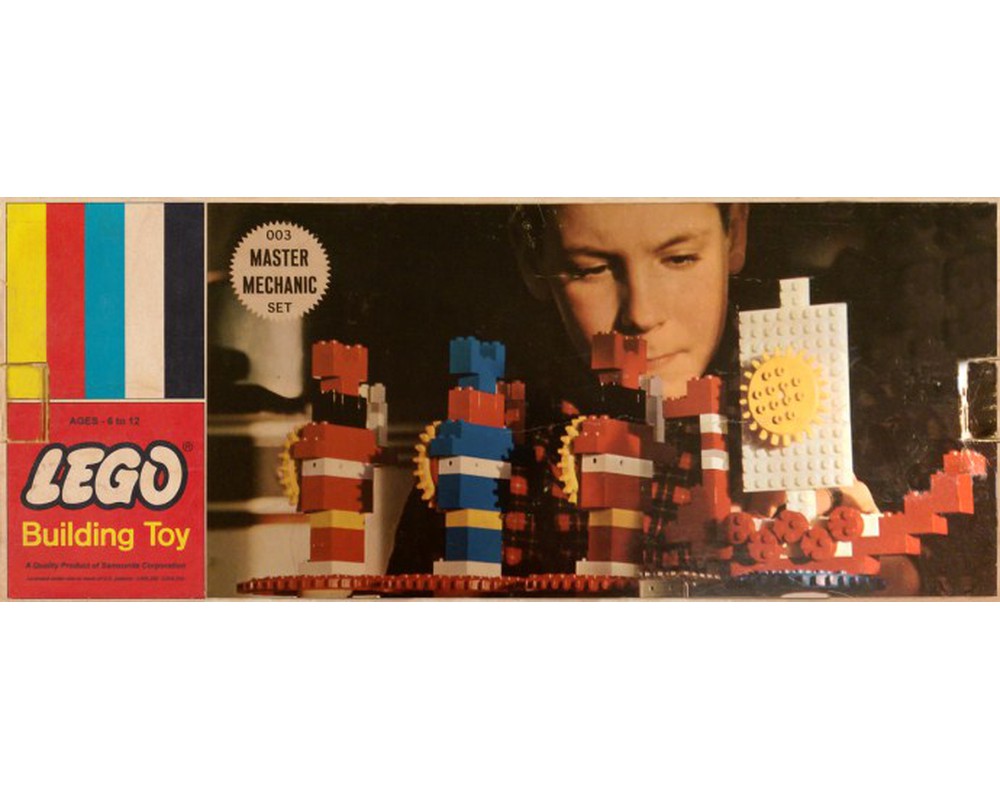 003
MASTER
MECHANIC
SET
AGES - 6 to 12
LEGO®
Building Toy
A Quality Product of Samsonite Corporation